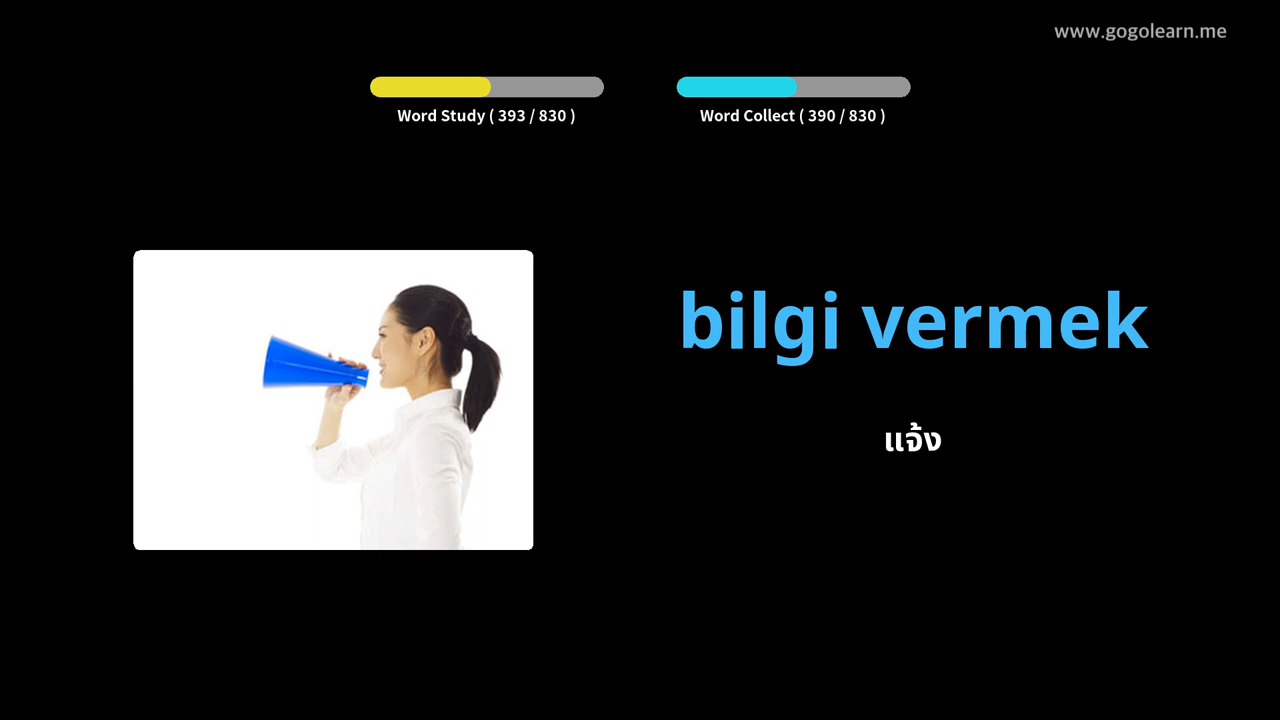 www.gogolearn.me
Word Study ( 393 / 830 )
Word Collect ( 390 / 830 )
bilgi vermek
แจ้ง